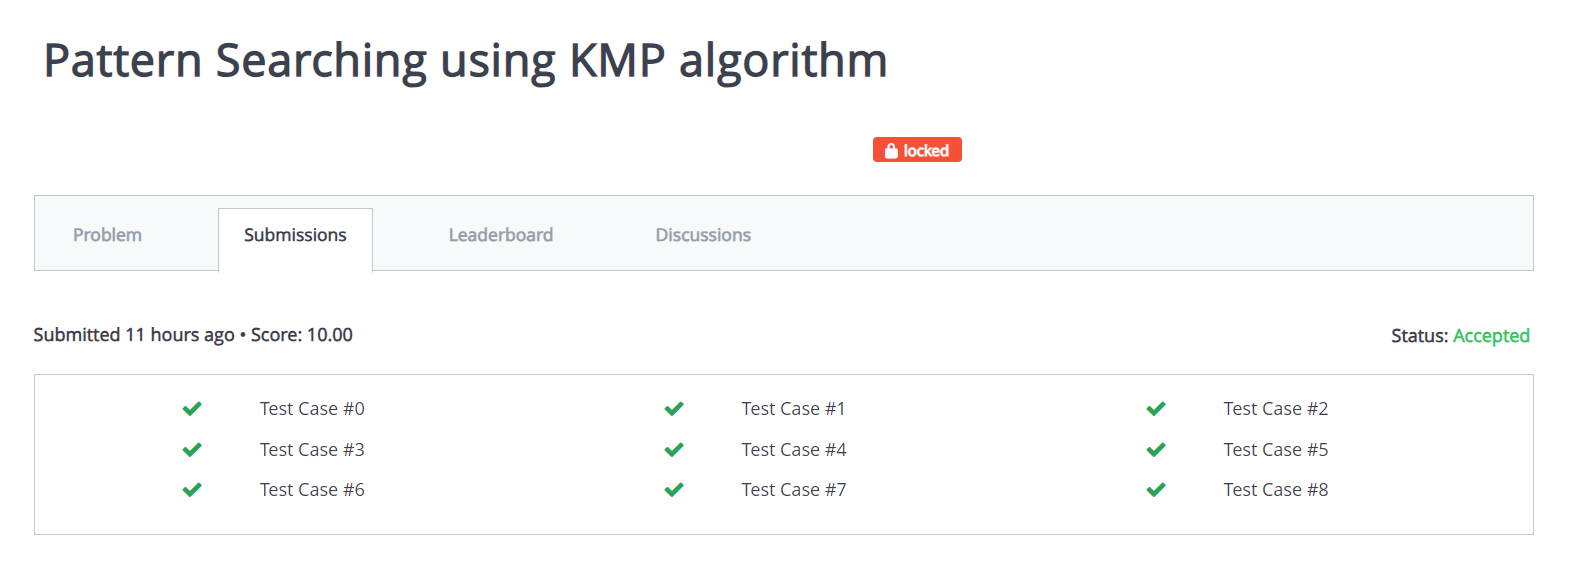 Pattern Searching using KMP algorithm
locked
Problem Submissions Leaderboard Discussions
Submitted 11 hours ago • Score: 10.00 Status: Accepted
Test Case #0 Test Case #1 Test Case #2
Test Case #3 Test Case #4 Test Case #5
Test Case #6 Test Case #7 Test Case #8